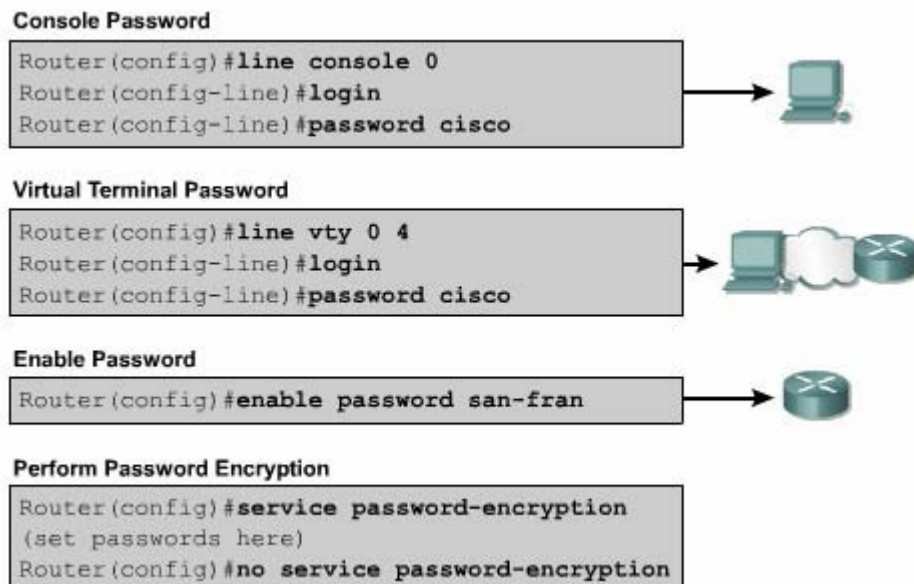 Console Password
Router(config)#line console 0
Router(config-line)#login
Router(config-line)#password cisco
Virtual Terminal Password
Router(config)#line vty 0 4
Router(config-line)#login
Router(config-line)#password cisco
Enable Password
Router(config)#enable password san-fran
Perform Password Encryption
Router(config)#service password-encryption
(set passwords here)
Router(config)#no service password-encryption